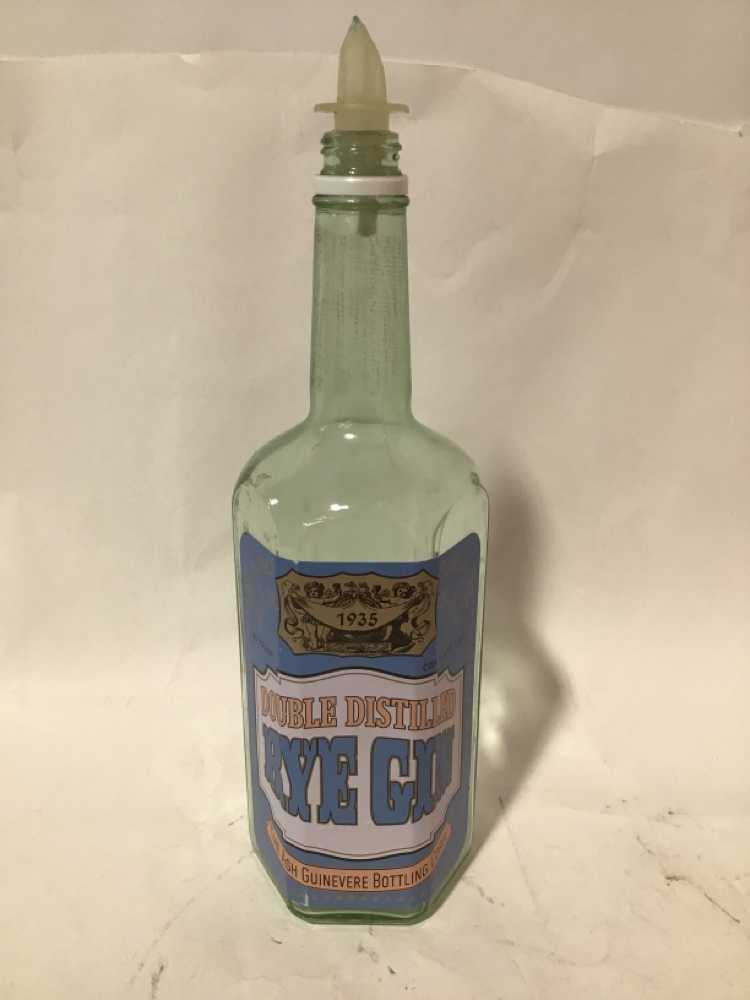 1935
DOUBLE DISTILLED
RYE GIN
GUINEVERE BOTTLING